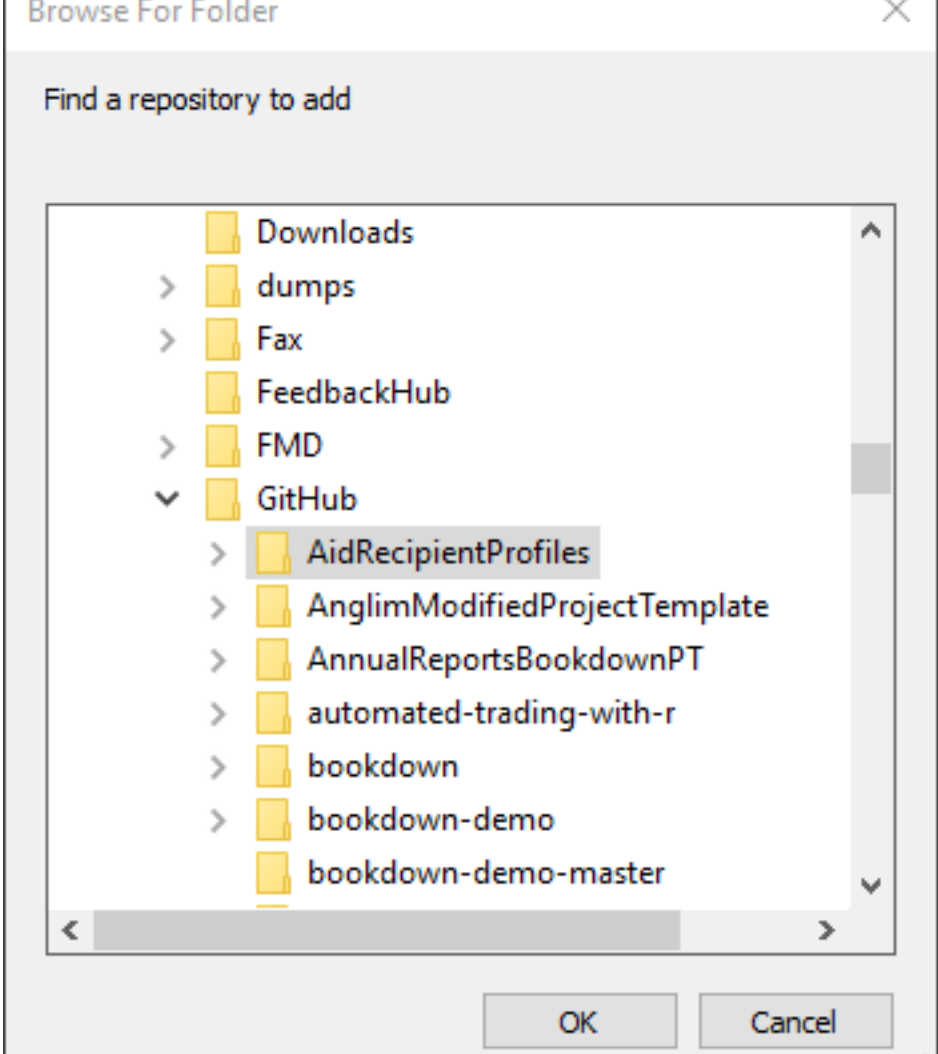 Browse For Folder
Find a repository to add
Downloads
dumps
Fax
FeedbackHub
FMD
GitHub
AidRecipientProfiles
AnglimModifiedProjectTemplate
AnnualReportsBookdownPT
automated-trading-with-r
bookdown
bookdown-demo
bookdown-demo-master
OK Cancel